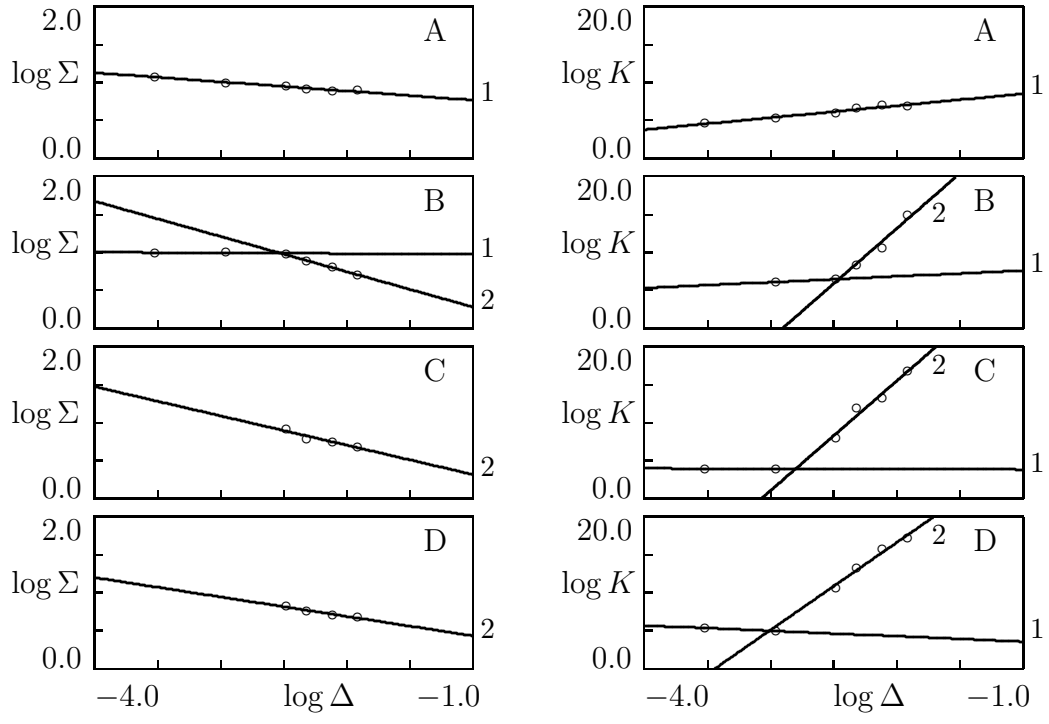 2.0 A 2.0 A
log Σ 1 log K 1
0.0 0.0
2.0 B 20.0 2 B
log Σ 1 log K 1
0.0 2 0.0
2.0 C 20.0 2 C
log Σ log K 1
0.0 2 0.0
2.0 D 20.0 2 D
log Σ 2 log K 1
0.0 0.0
−4.0 log Δ −1.0 −4.0 log Δ −1.0